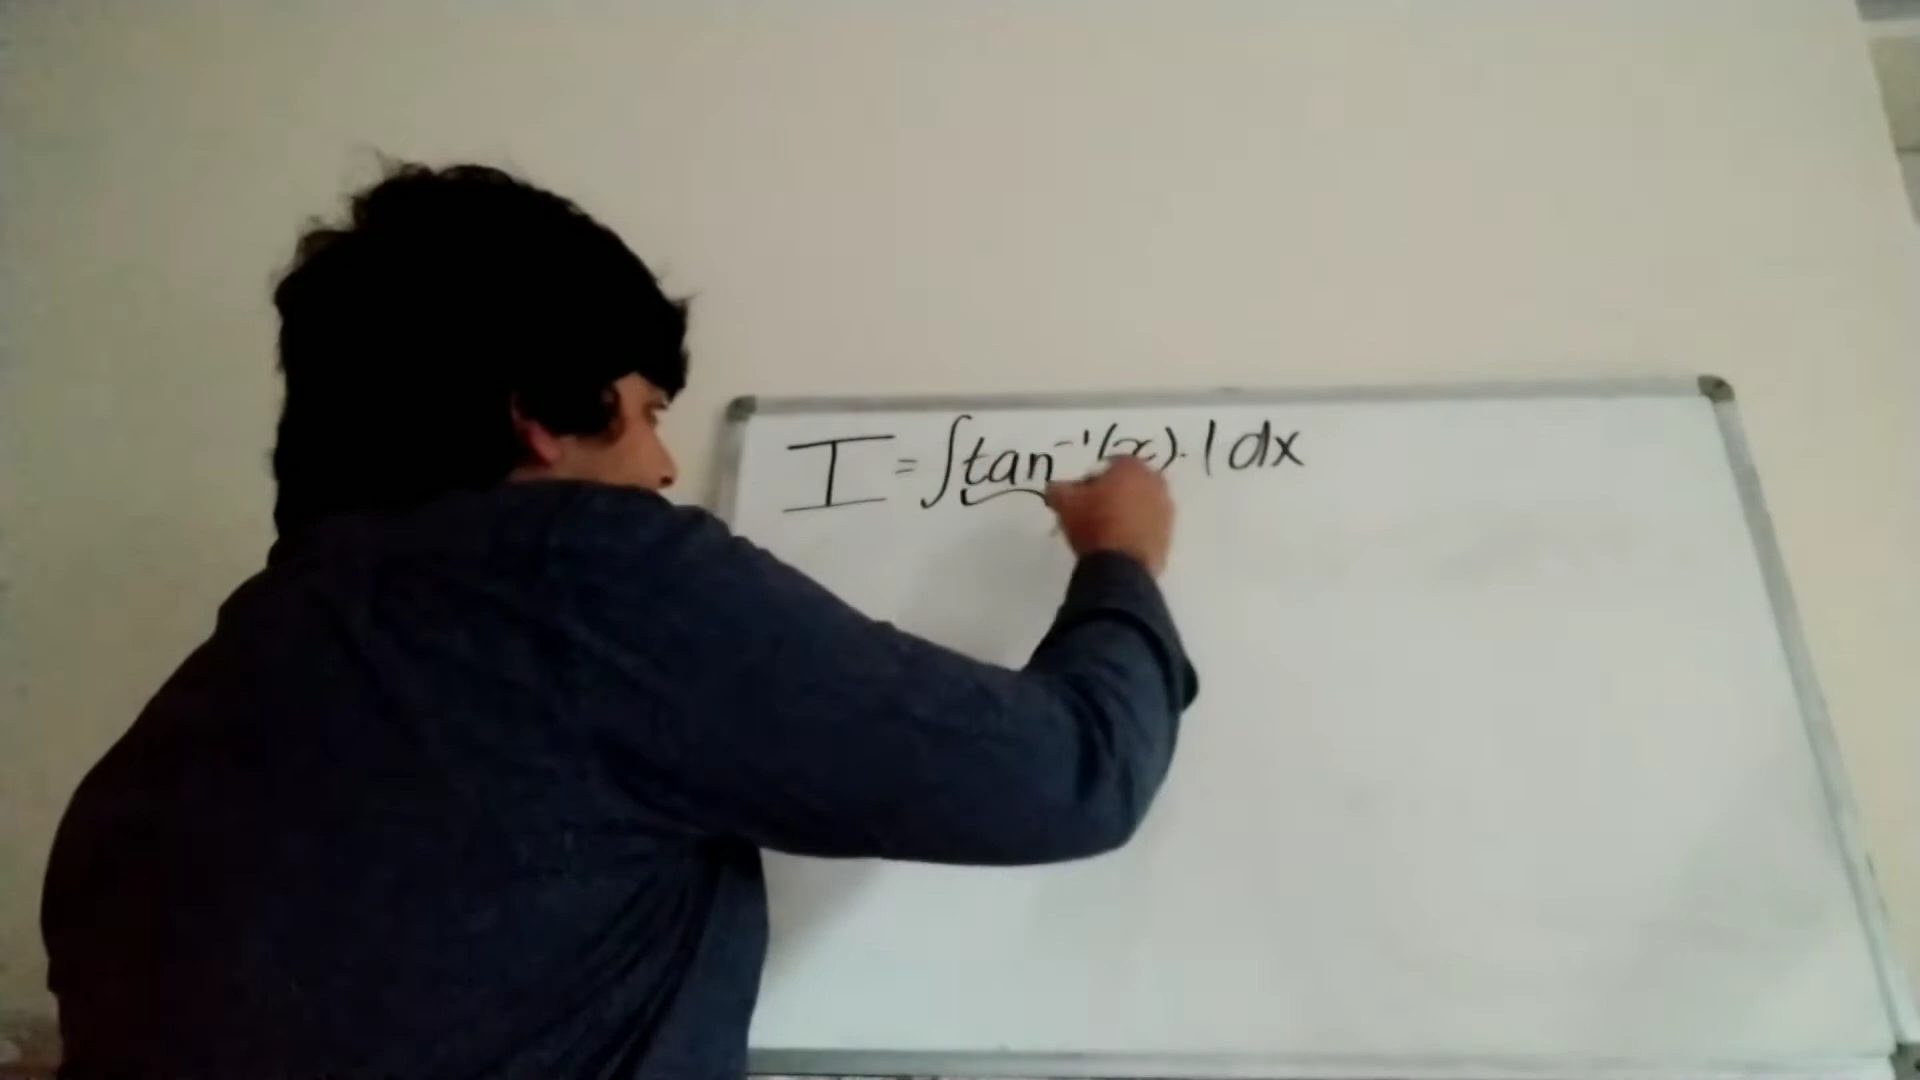 I = ∫tan⁻¹(x).1 dx